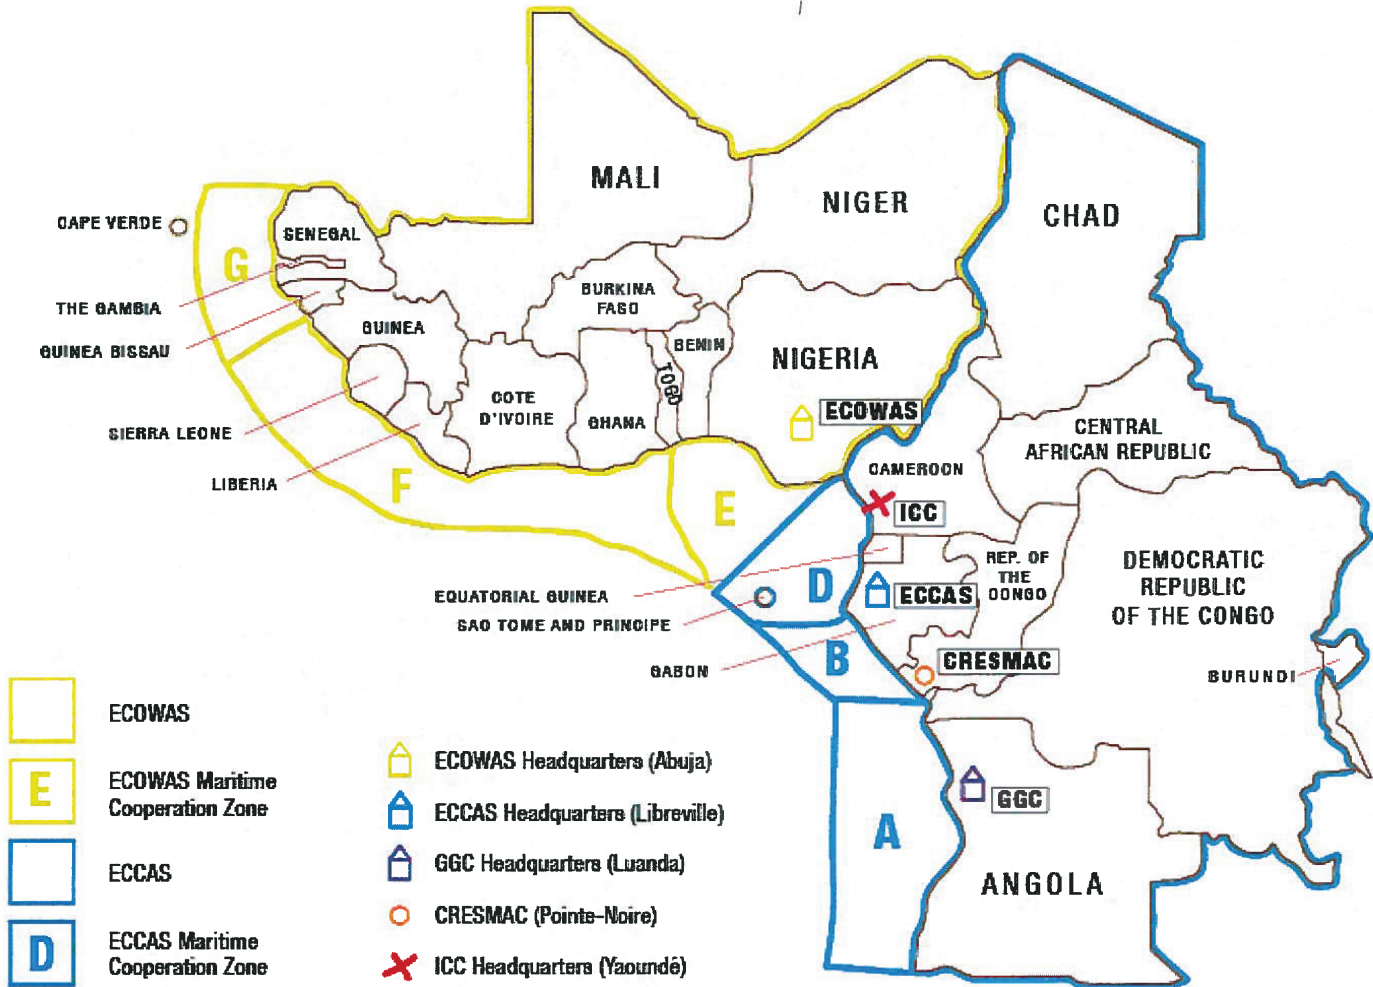 MALI
NIGER
CHAD
CAPE VERDE
SENEGAL
G
THE GAMBIA
GUINEA BISSAU
GUINEA
BURKINA
FASO
BENIN
TOGO
NIGERIA
COTE
D'IVOIRE
GHANA
ECOWAS
SIERRA LEONE
LIBERIA
F
E
CAMEROON
CENTRAL
AFRICAN REPUBLIC
ICC
REP. OF
THE
CONGO
DEMOCRATIC
REPUBLIC
OF THE CONGO
EQUATORIAL GUINEA
SAO TOME AND PRINCIPE
D
ECCAS
GABON
B
CRESMAC
BURUNDI
A
GGC
ANGOLA
ECOWAS
E
ECOWAS Maritime
Cooperation Zone
ECCAS
D
ECCAS Maritime
Cooperation Zone
ECOWAS Headquarters (Abuja)
ECCAS Headquarters (Libreville)
GGC Headquarters (Luanda)
CRESMAC (Pointe-Noire)
ICC Headquarters (Yaoundé)